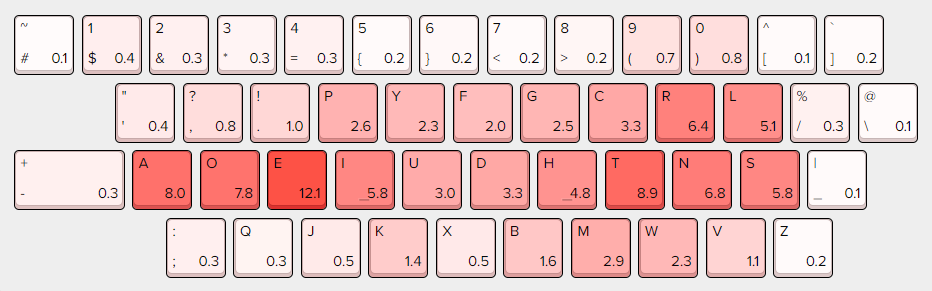 ~ 1 2 3 4 5 6 7 8 9 0 ^ `
# 0.1 $ 0.4 & 0.3 * 0.3 = 0.3 { 0.2 } 0.2 < 0.2 > 0.2 ( 0.7 ) 0.8 [ 0.1 ] 0.2
" ? ! P Y F G C R L % @
' 0.4 , 0.8 . 1.0 2.6 2.3 2.0 2.5 3.3 6.4 5.1 / 0.3 \ 0.1
+ A O E I U D H T N S |
- 0.3 8.0 7.8 12.1 _5.8 3.0 3.3 _4.8 8.9 6.8 5.8 _ 0.1
: Q J K X B M W V Z
; 0.3 0.3 0.5 1.4 0.5 1.6 2.9 2.3 1.1 0.2